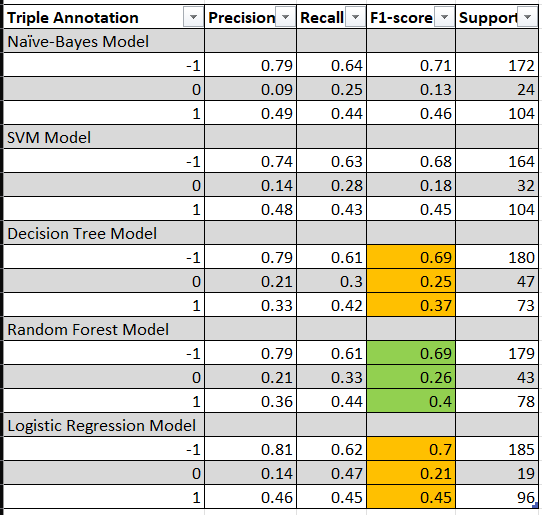 Triple Annotation Precision Recall F1-score Support
Naïve-Bayes Model
-1 0.79 0.64 0.71 172
0 0.09 0.25 0.13 24
1 0.49 0.44 0.46 104
SVM Model
-1 0.74 0.63 0.68 164
0 0.14 0.28 0.18 32
1 0.48 0.43 0.45 104
Decision Tree Model
-1 0.79 0.61 0.69 180
0 0.21 0.3 0.25 47
1 0.33 0.42 0.37 73
Random Forest Model
-1 0.79 0.61 0.69 179
0 0.21 0.33 0.26 43
1 0.36 0.44 0.4 78
Logistic Regression Model
-1 0.81 0.62 0.7 185
0 0.14 0.47 0.21 19
1 0.46 0.45 0.45 96